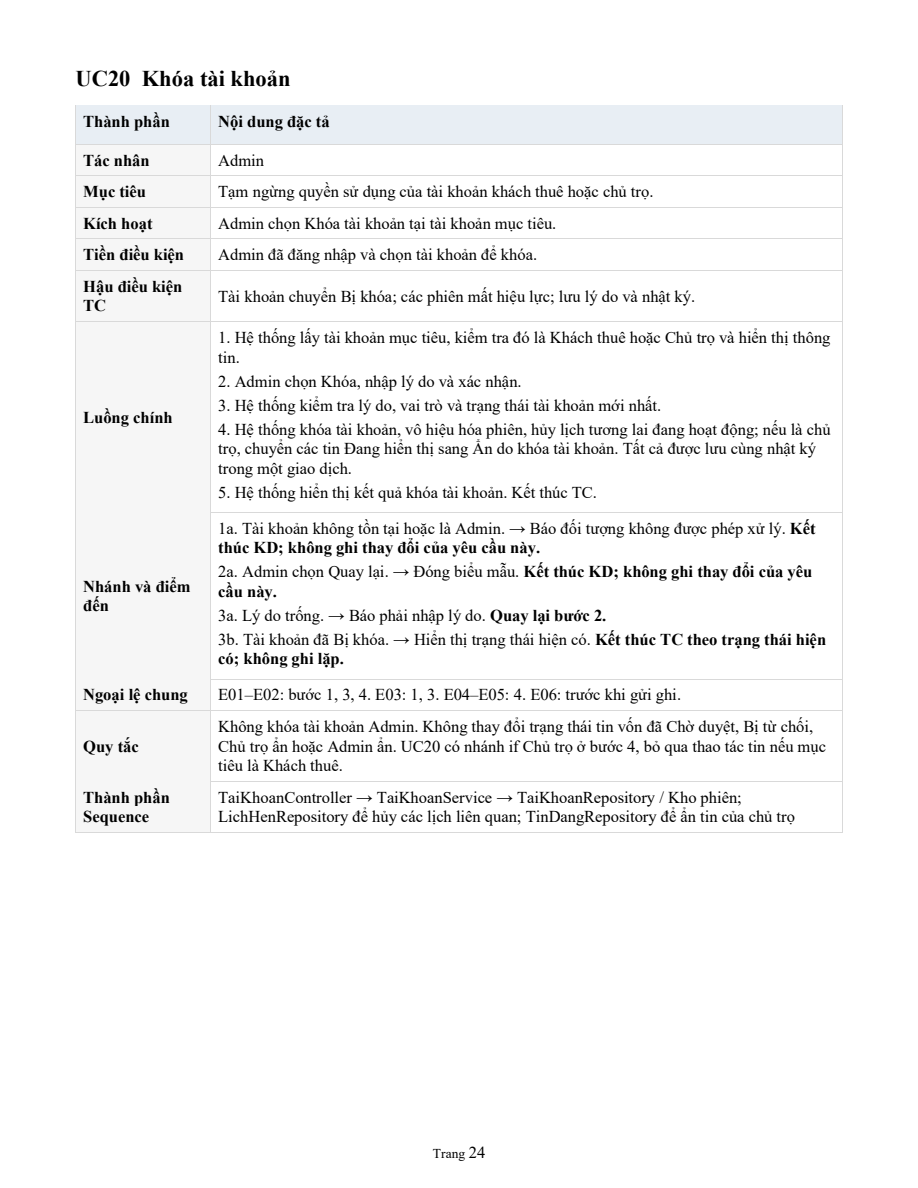 UC20 Khóa tài khoản
Thành phần
Nội dung đặc tả
Tác nhân
Admin
Mục tiêu
Tạm ngừng quyền sử dụng của tài khoản khách thuê hoặc chủ trọ.
Kích hoạt
Admin chọn Khóa tài khoản tại tài khoản mục tiêu.
Tiền điều kiện
Admin đã đăng nhập và chọn tài khoản để khóa.
Hậu điều kiện
TC
Tài khoản chuyển Bị khóa; các phiên mất hiệu lực; lưu lý do và nhật ký.
Luồng chính
1. Hệ thống lấy tài khoản mục tiêu, kiểm tra đó là Khách thuê hoặc Chủ trọ và hiển thị thông
tin.
2. Admin chọn Khóa, nhập lý do và xác nhận.
3. Hệ thống kiểm tra lý do, vai trò và trạng thái tài khoản mới nhất.
4. Hệ thống khóa tài khoản, vô hiệu hóa phiên, hủy lịch tương lai đang hoạt động; nếu là chủ
trọ, chuyển các tin Đang hiển thị sang Ẩn do khóa tài khoản. Tất cả được lưu cùng nhật ký
trong một giao dịch.
5. Hệ thống hiển thị kết quả khóa tài khoản. Kết thúc TC.
Nhánh và điểm
đến
1a. Tài khoản không tồn tại hoặc là Admin. → Báo đối tượng không được phép xử lý. Kết
thúc KD; không ghi thay đổi của yêu cầu này.
2a. Admin chọn Quay lại. → Đóng biểu mẫu. Kết thúc KD; không ghi thay đổi của yêu
cầu này.
3a. Lý do trống. → Báo phải nhập lý do. Quay lại bước 2.
3b. Tài khoản đã Bị khóa. → Hiển thị trạng thái hiện có. Kết thúc TC theo trạng thái hiện
có; không ghi lặp.
Ngoại lệ chung
E01–E02: bước 1, 3, 4. E03: 1, 3. E04–E05: 4. E06: trước khi gửi ghi.
Quy tắc
Không khóa tài khoản Admin. Không thay đổi trạng thái tin vốn đã Chờ duyệt, Bị từ chối,
Chủ trọ ẩn hoặc Admin ẩn. UC20 có nhánh if Chủ trọ ở bước 4, bỏ qua thao tác tin nếu mục
tiêu là Khách thuê.
Thành phần
Sequence
TaiKhoanController → TaiKhoanService → TaiKhoanRepository / Kho phiên;
LichHenRepository để hủy các lịch liên quan; TinDangRepository để ẩn tin của chủ trọ
Trang 24